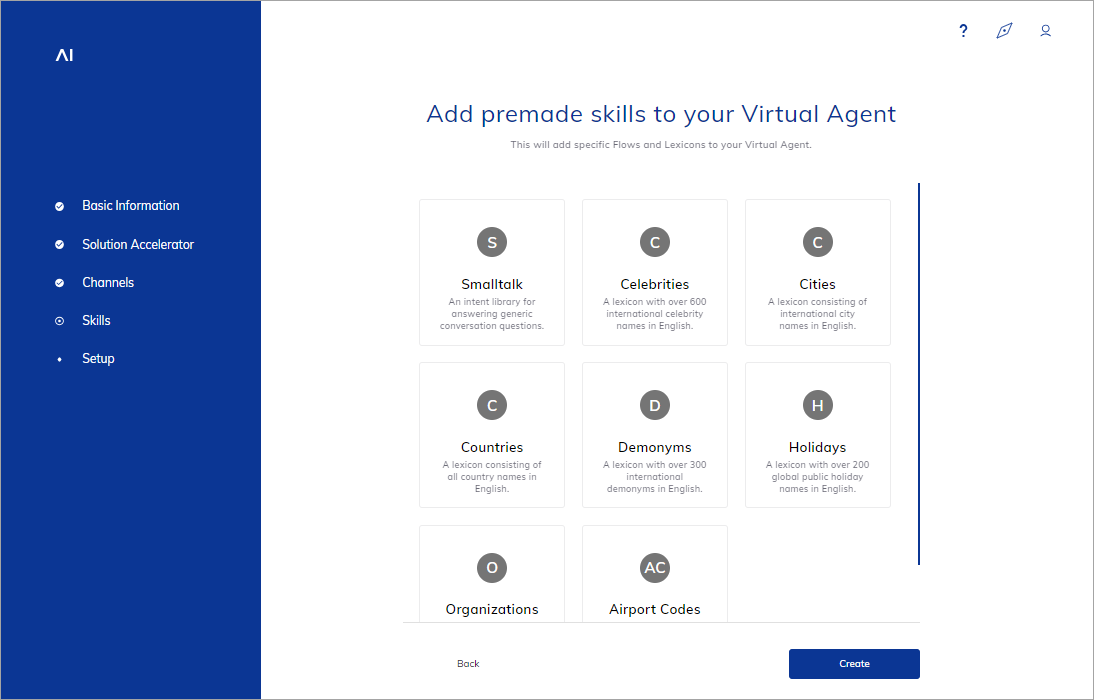 ?
AI
Add premade skills to your Virtual Agent
This will add specific Flows and Lexicons to your Virtual Agent.
Basic Information
Solution Accelerator
Channels
Skills
Setup
S
Smalltalk
An intent library for
answering generic
conversation questions.
C
Celebrities
A lexicon with over 600
international celebrity
names in English.
C
Cities
A lexicon consisting of
international city
names in English.
C
Countries
A lexicon consisting of
all country names in
English.
D
Demonyms
A lexicon with over 300
international
demonyms in English.
H
Holidays
A lexicon with over 200
global public holiday
names in English.
O
Organizations
AC
Airport Codes
Back
Create